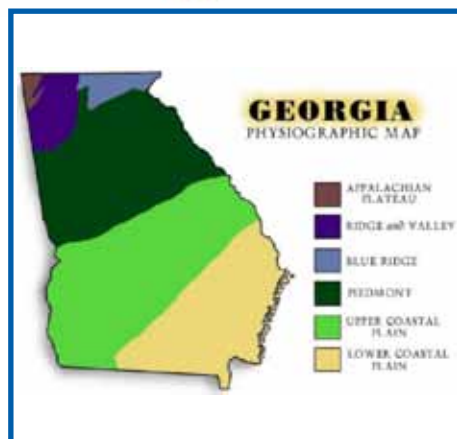 GEORGIA
PHYSIOGRAPHIC MAP
APPALACHIAN
PLATEAU
RIDGE and VALLEY
BLUE RIDGE
PIEDMONT
UPPER COASTAL
PLAIN
LOWER COASTAL
PLAIN